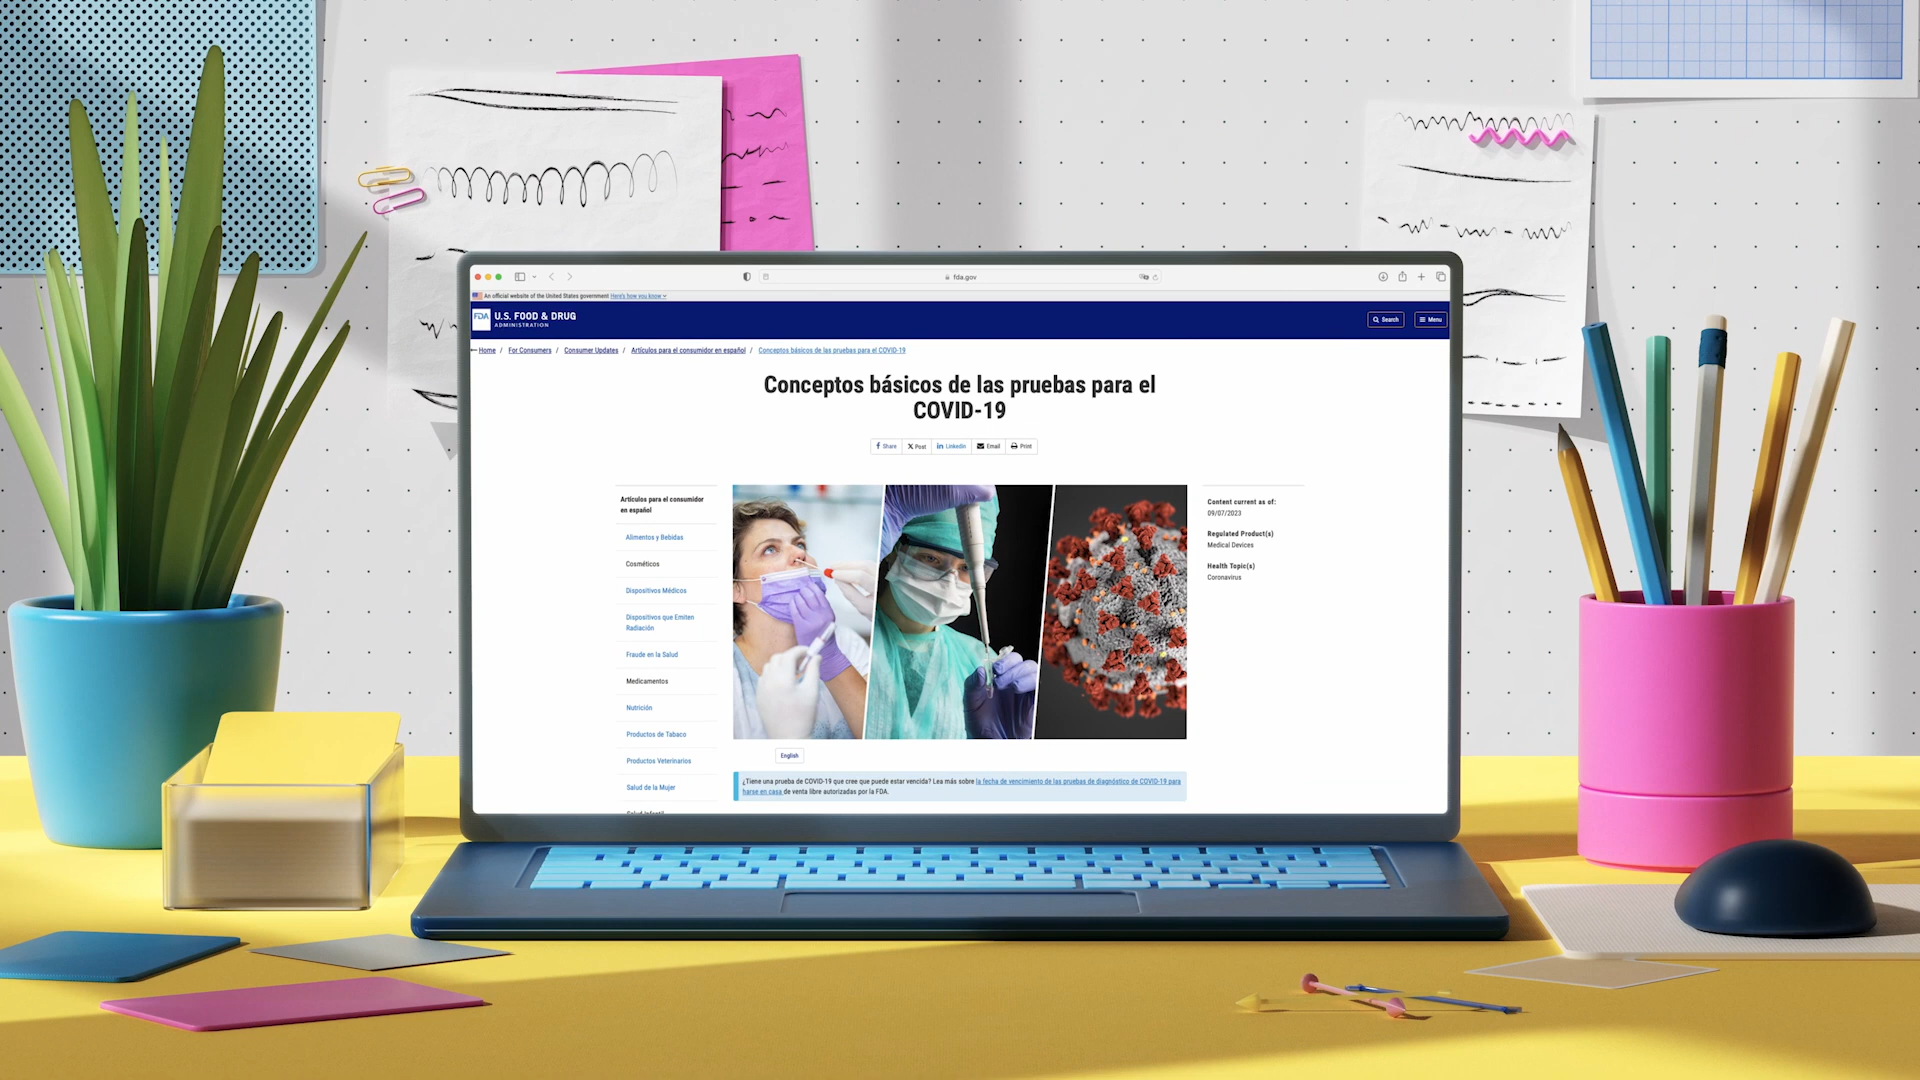 fda.gov
An official website of the United States government Here's how you know
FDA U.S. FOOD & DRUG
ADMINISTRATION
Search
Menu
Home / For Consumers / Consumer Updates / Artículos para el consumidor en español / Conceptos básicos de las pruebas para el COVID-19
Conceptos básicos de las pruebas para el
COVID-19
Share
Post
LinkedIn
Email
Print
Artículos para el consumidor
en español
Alimentos y Bebidas
Cosméticos
Dispositivos Médicos
Dispositivos que Emiten
Radiación
Fraude en la Salud
Medicamentos
Nutrición
Productos de Tabaco
Productos Veterinarios
Salud de la Mujer
Content current as of:
09/07/2023
Regulated Product(s)
Medical Devices
Health Topic(s)
Coronavirus
English
¿Tiene una prueba de COVID-19 que cree que puede estar vencida? Lea más sobre la fecha de vencimiento de las pruebas de diagnóstico de COVID-19 para
harse en casa de venta libre autorizadas por la FDA.